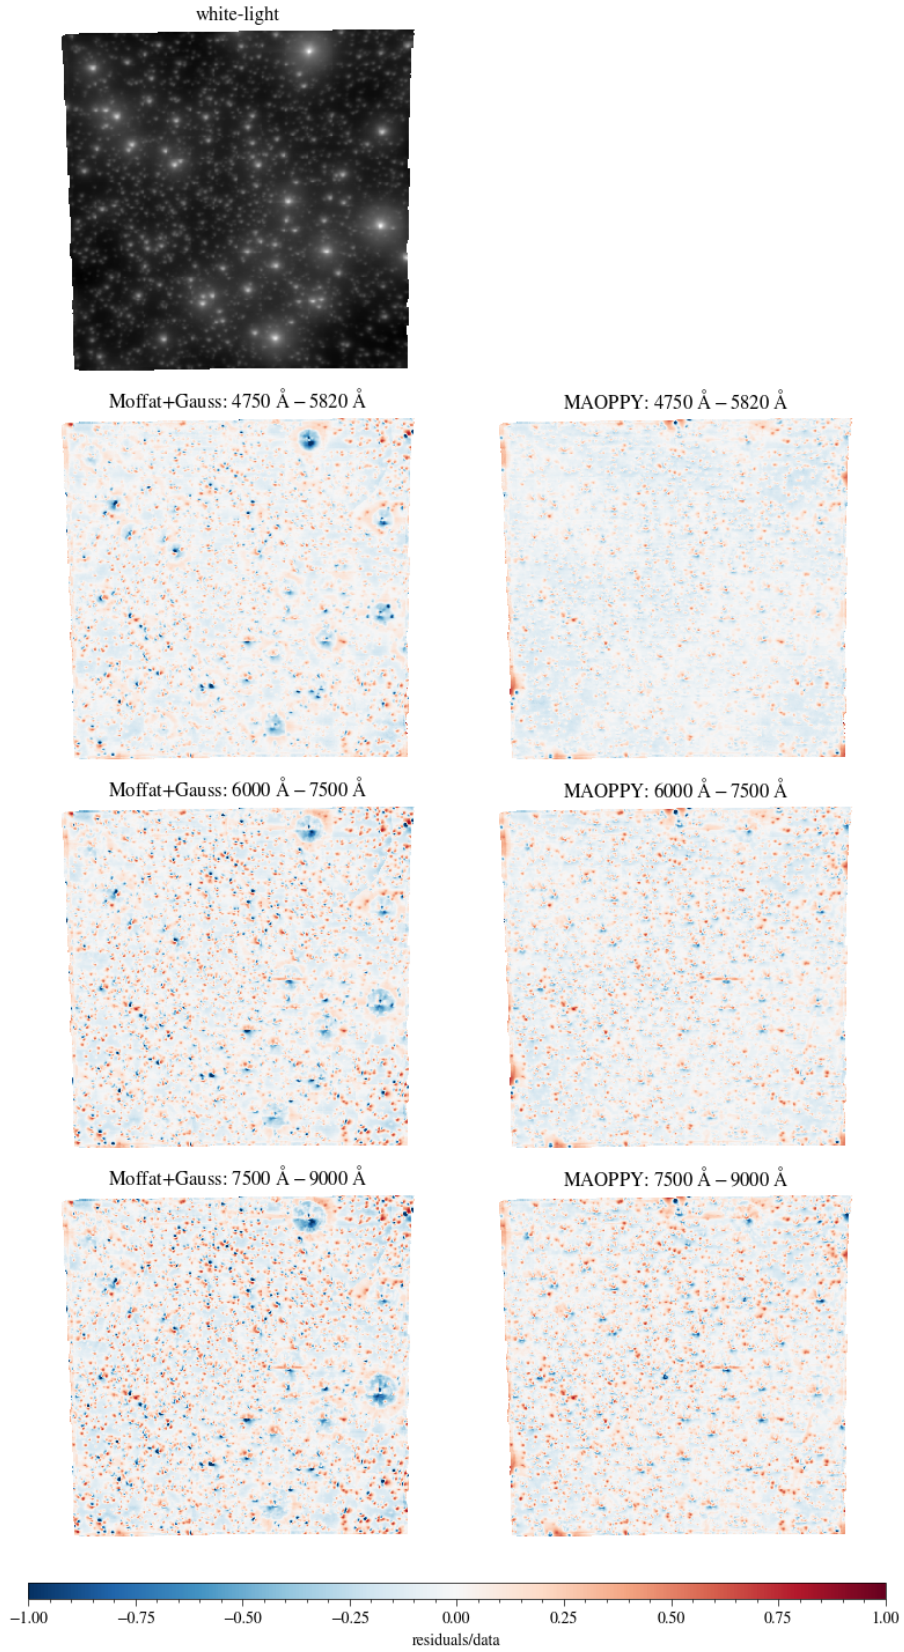 white-light
Moffat+Gauss: 4750 Å – 5820 Å
MAOPPY: 4750 Å – 5820 Å
Moffat+Gauss: 6000 Å – 7500 Å
MAOPPY: 6000 Å – 7500 Å
Moffat+Gauss: 7500 Å – 9000 Å
MAOPPY: 7500 Å – 9000 Å
−1.00 −0.75 −0.50 −0.25 0.00 0.25 0.50 0.75 1.00
residuals/data